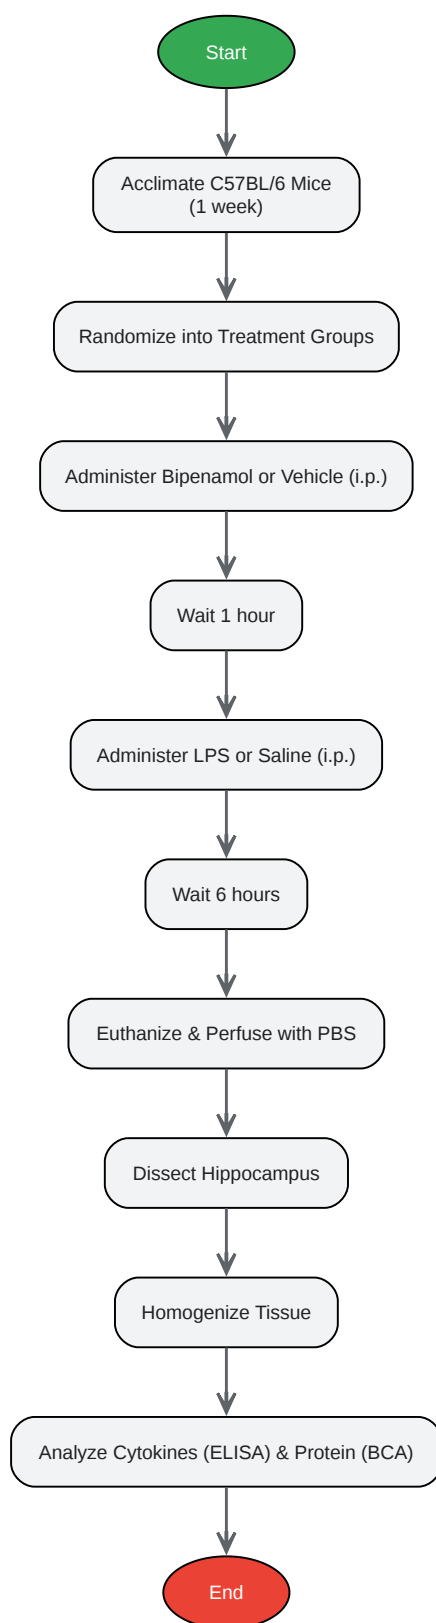 Start
Acclimate C57BL/6 Mice
(1 week)
Randomize into Treatment Groups
Administer Bipenamol or Vehicle (i.p.)
Wait 1 hour
Administer LPS or Saline (i.p.)
Wait 6 hours
Euthanize & Perfuse with PBS
Dissect Hippocampus
Homogenize Tissue
Analyze Cytokines (ELISA) & Protein (BCA)
End